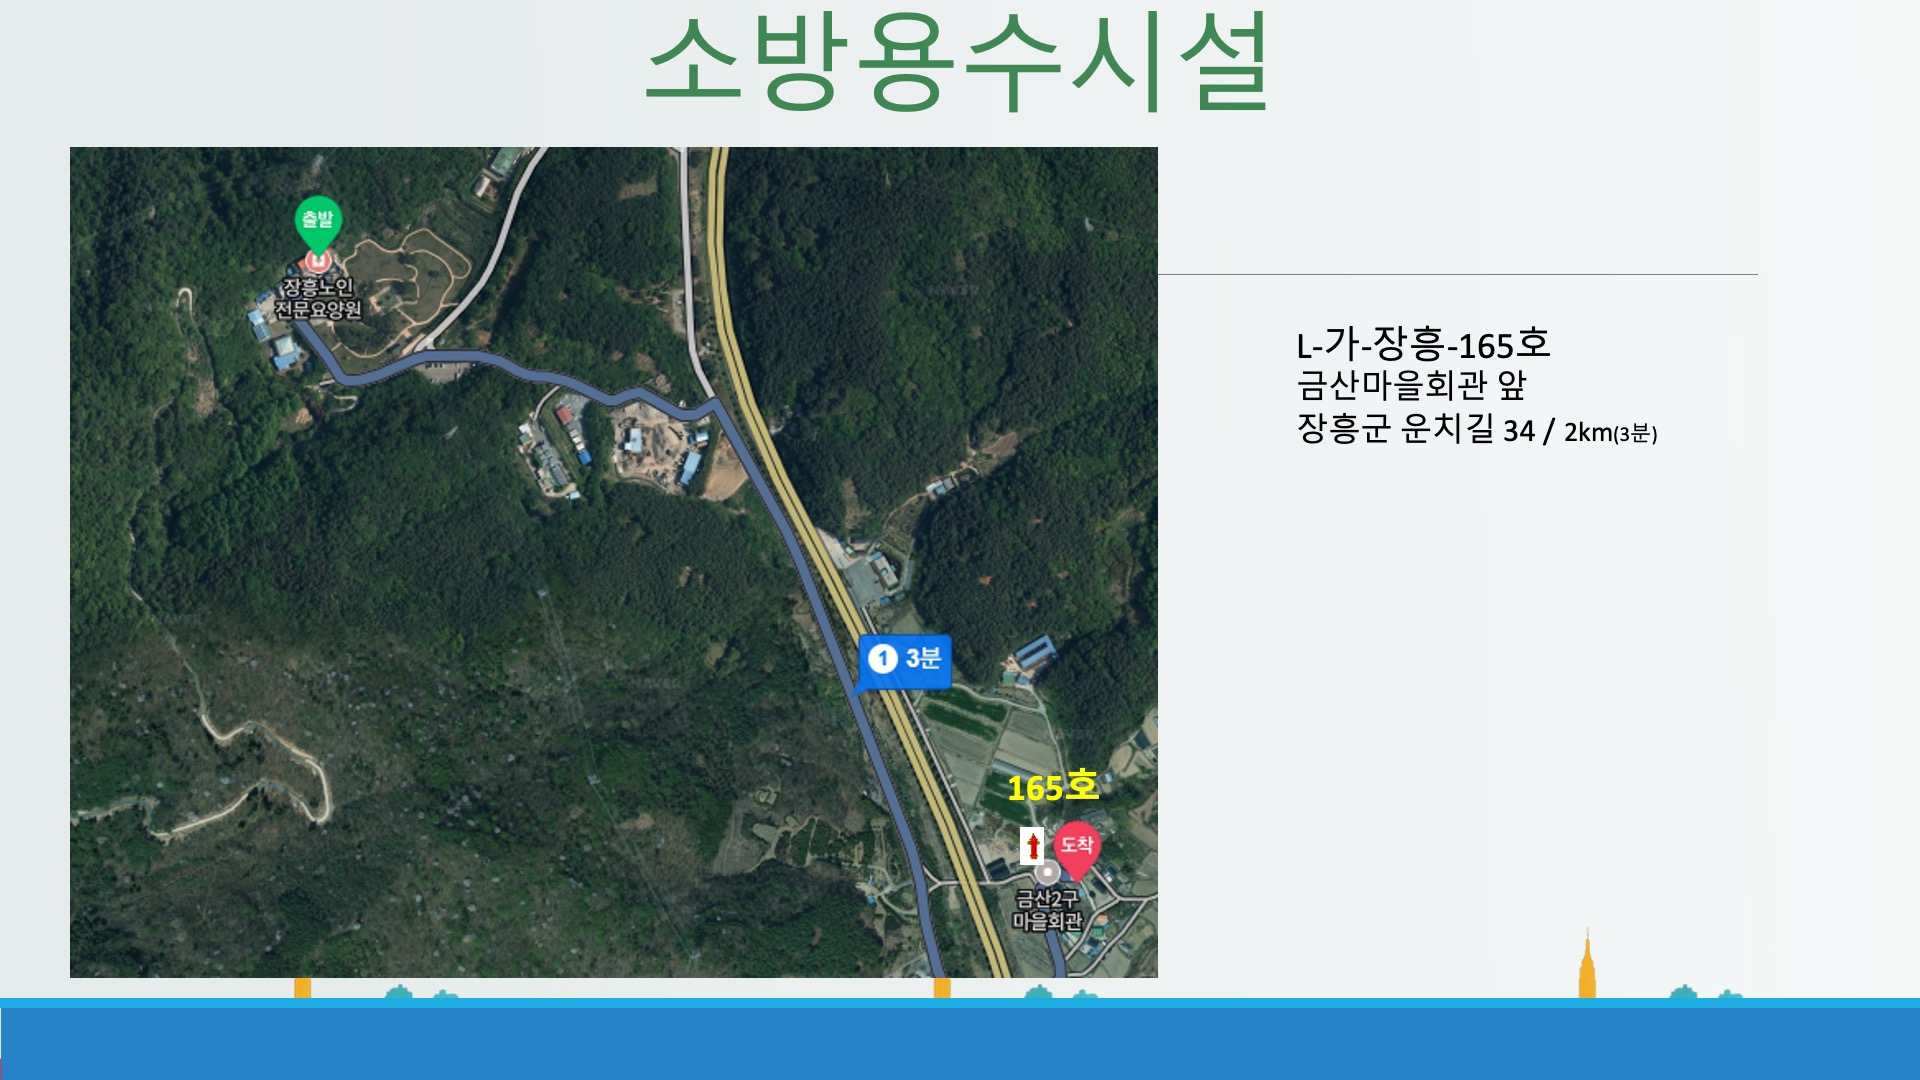 소방용수시설
출발
장흥노인
전문요양원
L-가-장흥-165호
금산마을회관 앞
장흥군 운치길 34 / 2km(3분)
1 3분
165호
도착
금산2구
마을회관